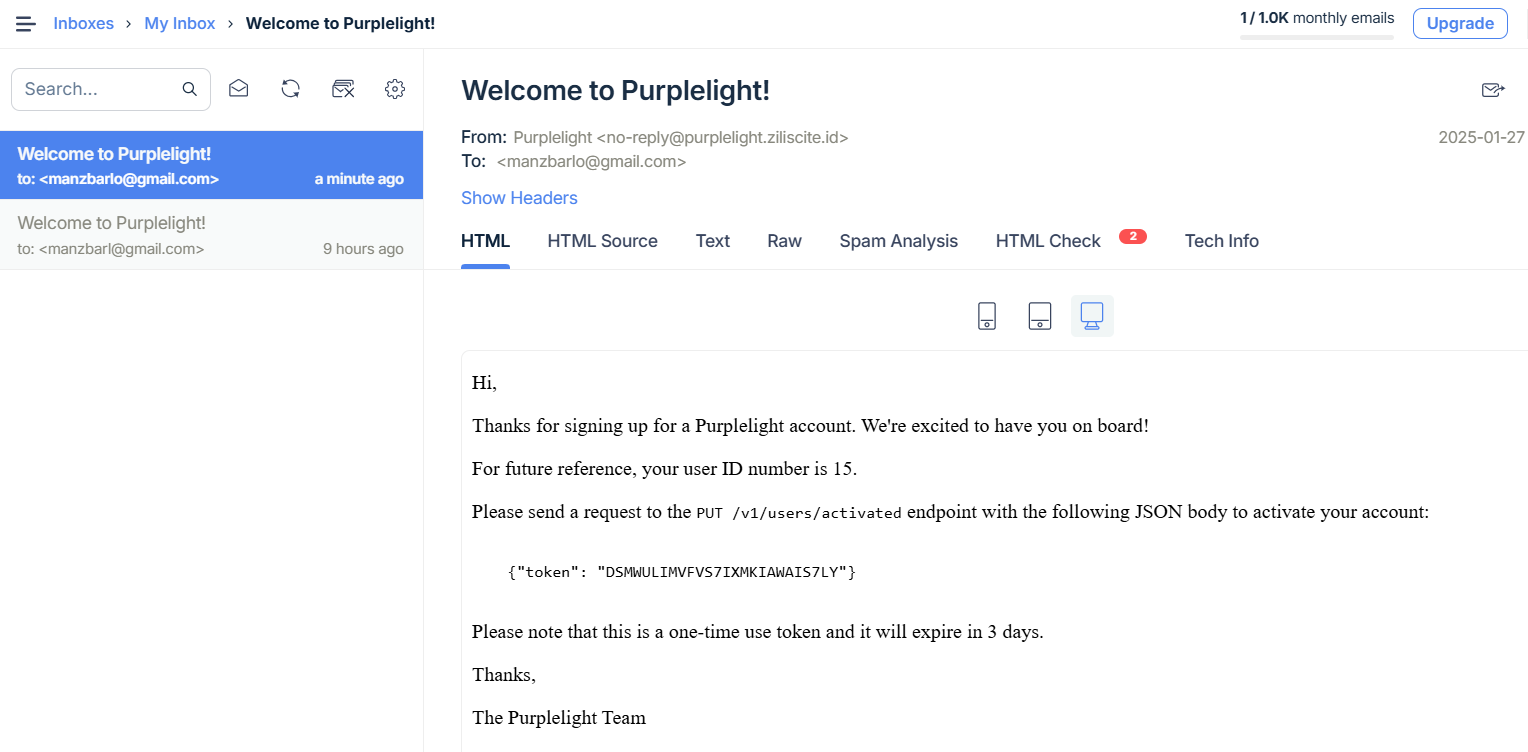 Inboxes › My Inbox › Welcome to Purplelight!
1 / 1.0K monthly emails
Upgrade
Search...
Welcome to Purplelight!
to: <manzbarlo@gmail.com> a minute ago
Welcome to Purplelight!
to: <manzbarl@gmail.com> 9 hours ago
Welcome to Purplelight!
From: Purplelight <no-reply@purplelight.ziliscite.id> 2025-01-27
To: <manzbarlo@gmail.com>
Show Headers
HTML HTML Source Text Raw Spam Analysis HTML Check 2 Tech Info
Hi,
Thanks for signing up for a Purplelight account. We're excited to have you on board!
For future reference, your user ID number is 15.
Please send a request to the PUT /v1/users/activated endpoint with the following JSON body to activate your account:
{"token": "DSMWULIMVFVS7IXMKIAWAIS7LY"}
Please note that this is a one-time use token and it will expire in 3 days.
Thanks,
The Purplelight Team